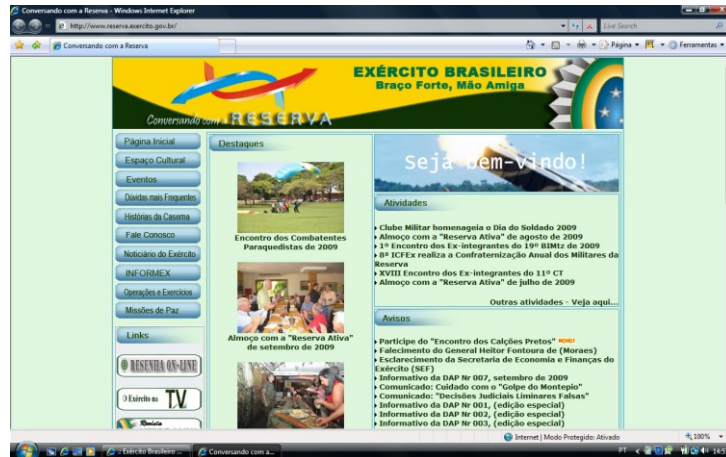 Conversando com a Reserva - Windows Internet Explorer
http://www.reserva.exercito.gov.br/
Live Search
Conversando com a Reserva
Página
Ferramentas
EXÉRCITO BRASILEIRO
Braço Forte, Mão Amiga
Conversando com a RESERVA
Página Inicial
Espaço Cultural
Eventos
Dúvidas mais Frequentes
Histórias da Caserna
Fale Conosco
Noticiário do Exército
INFORMEX
Operações e Exercícios
Missões de Paz
Links
RESENHA ON-LINE
O Exército na T.V.
Revista
Destaques
Encontro dos Combatentes
Paraquedistas de 2009
Almoço com a "Reserva Ativa"
de setembro de 2009
Seja bem-vindo!
Atividades
Clube Militar homenageia o Dia do Soldado 2009
Almoço com a "Reserva Ativa" de agosto de 2009
1º Encontro dos Ex-integrantes do 19º BIMtz de 2009
8ª ICFEx realiza a Confraternização Anual dos Militares da
Reserva
XVIII Encontro dos Ex-integrantes do 11º CT
Almoço com a "Reserva Ativa" de julho de 2009
Outras atividades - Veja aqui...
Avisos
Participe do "Encontro dos Calções Pretos"
Falecimento do General Heitor Fontoura de (Moraes)
Esclarecimento da Secretaria de Economia e Finanças do
Exército (SEF)
Informativo da DAP Nr 007, setembro de 2009
Comunicado: Cuidado com o "Golpe do Montepio"
Comunicado: "Decisões Judiciais Liminares Falsas"
Informativo da DAP Nr 001, (edição especial)
Informativo da DAP Nr 002, (edição especial)
Informativo da DAP Nr 003, (edição especial)
Internet | Modo Protegido: Ativado
100%
:: Exército Brasileiro ...
Conversando com a...
PT